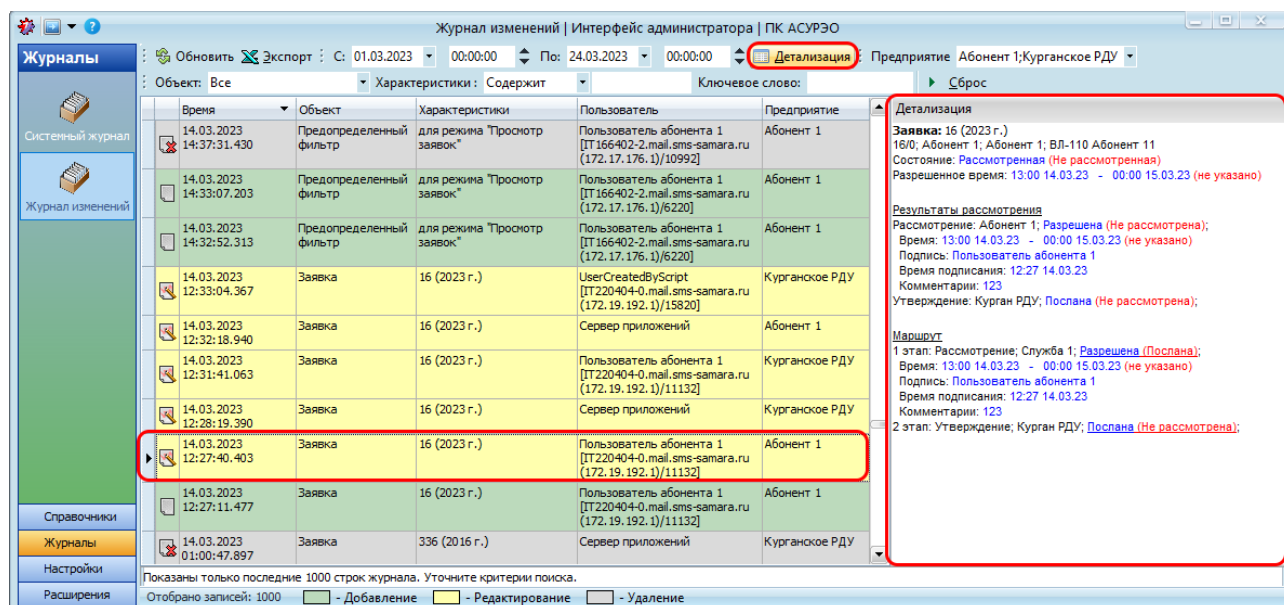 Журнал изменений | Интерфейс администратора | ПК АСУРЭО
Журналы
Обновить Экспорт С: 01.03.2023 00:00:00 По: 24.03.2023 00:00:00 Детализация Предприятие Абонент 1;Курганское РДУ
Объект: Все Характеристики: Содержит Ключевое слово: Сброс
Системный журнал
Журнал изменений
Справочники
Журналы
Настройки
Расширения
Время Объект Характеристики Пользователь Предприятие
14.03.2023 Предопределенный для режима "Просмотр Пользователь абонента 1 Абонент 1
14:37:31.430 фильтр заявок" [IT166402-2.mail.sms-samara.ru
(172.17.176.1)/10992]
14.03.2023 Предопределенный для режима "Просмотр Пользователь абонента 1 Абонент 1
14:33:07.203 фильтр заявок" [IT166402-2.mail.sms-samara.ru
(172.17.176.1)/6220]
14.03.2023 Предопределенный для режима "Просмотр Пользователь абонента 1 Абонент 1
14:32:52.313 фильтр заявок" [IT166402-2.mail.sms-samara.ru
(172.17.176.1)/6220]
14.03.2023 Заявка 16 (2023 г.) UserCreatedByScript Курганское РДУ
12:33:04.367 [IT220404-0.mail.sms-samara.ru
(172.19.192.1)/15820]
14.03.2023 Заявка 16 (2023 г.) Сервер приложений Абонент 1
12:32:18.940
14.03.2023 Заявка 16 (2023 г.) Пользователь абонента 1 Курганское РДУ
12:31:41.063 [IT220404-0.mail.sms-samara.ru
(172.19.192.1)/11132]
14.03.2023 Заявка 16 (2023 г.) Сервер приложений Курганское РДУ
12:28:19.390
14.03.2023 Заявка 16 (2023 г.) Пользователь абонента 1 Абонент 1
12:27:40.403 [IT220404-0.mail.sms-samara.ru
(172.19.192.1)/11132]
14.03.2023 Заявка 16 (2023 г.) Пользователь абонента 1 Абонент 1
12:27:11.477 [IT220404-0.mail.sms-samara.ru
(172.19.192.1)/11132]
14.03.2023 Заявка 336 (2016 г.) Сервер приложений Курганское РДУ
01:00:47.897
Показаны только последние 1000 строк журнала. Уточните критерии поиска.
Отобрано записей: 1000 - Добавление - Редактирование - Удаление
Детализация
Заявка: 16 (2023 г.)
16/0; Абонент 1; Абонент 1; ВЛ-110 Абонент 11
Состояние: Рассмотренная (Не рассмотренная)
Разрешенное время: 13:00 14.03.23 - 00:00 15.03.23 (не указано)
Результаты рассмотрения
Рассмотрение: Абонент 1; Разрешена (Не рассмотрена);
Время: 13:00 14.03.23 - 00:00 15.03.23 (не указано)
Подпись: Пользователь абонента 1
Время подписания: 12:27 14.03.23
Комментарии: 123
Утверждение: Курган РДУ; Послана (Не рассмотрена);
Маршрут
1 этап: Рассмотрение; Служба 1; Разрешена (Послана);
Время: 13:00 14.03.23 - 00:00 15.03.23 (не указано)
Подпись: Пользователь абонента 1
Время подписания: 12:27 14.03.23
Комментарии: 123
2 этап: Утверждение; Курган РДУ; Послана (Не рассмотрена);